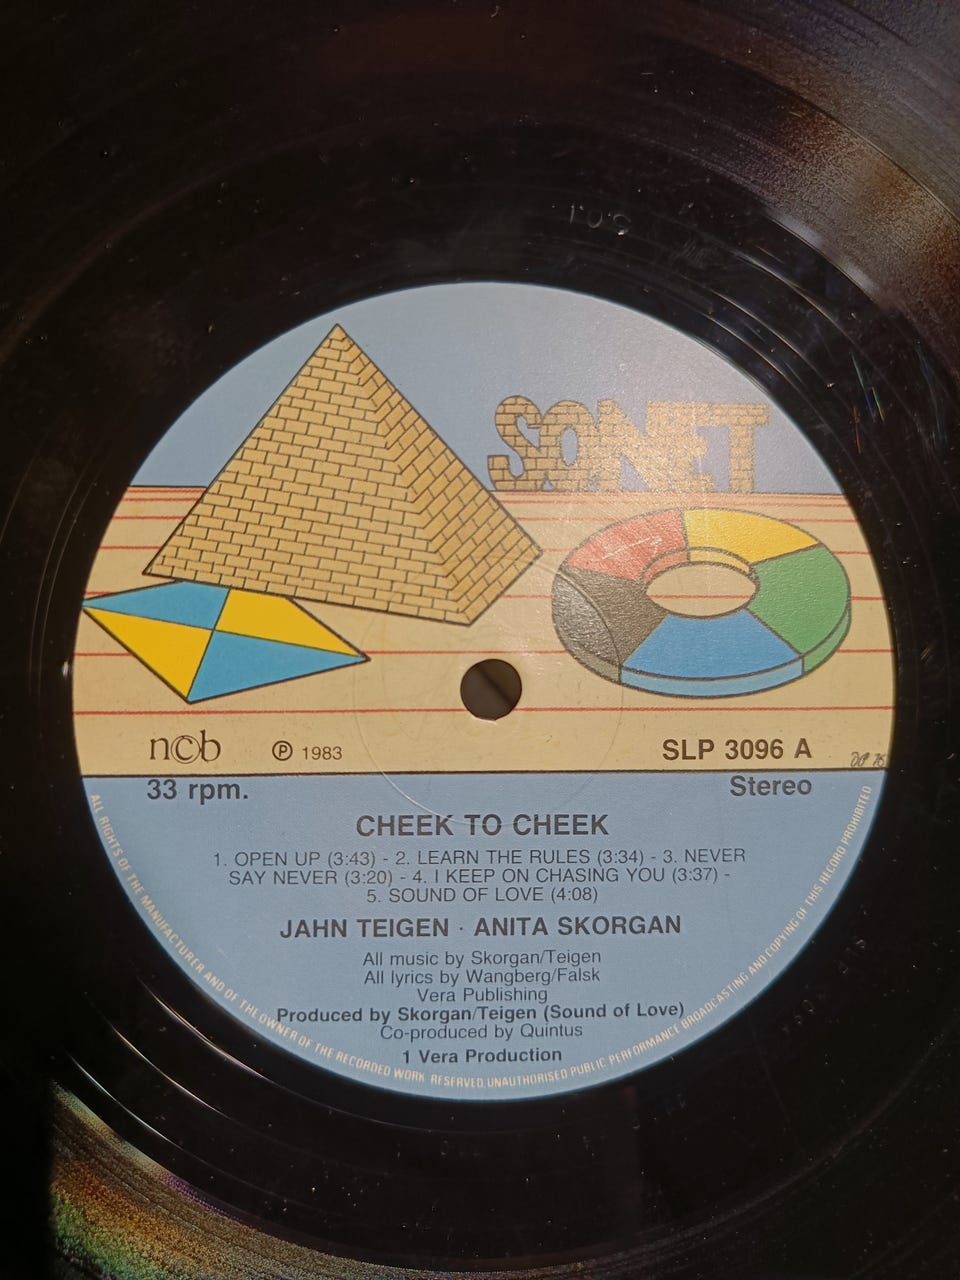 SONET
ncb
℗ 1983
SLP 3096 A
33 rpm.
Stereo
CHEEK TO CHEEK
1. OPEN UP (3:43) - 2. LEARN THE RULES (3:34) - 3. NEVER
SAY NEVER (3:20) - 4. I KEEP ON CHASING YOU (3:37) -
5. SOUND OF LOVE (4:08)
JAHN TEIGEN · ANITA SKORGAN
All music by Skorgan/Teigen
All lyrics by Wangberg/Falsk
Vera Publishing
Produced by Skorgan/Teigen (Sound of Love)
Co-produced by Quintus
1 Vera Production
ALL RIGHTS OF THE MANUFACTURER AND OF THE OWNER OF THE RECORDED WORK RESERVED UNAUTHORISED PUBLIC PERFORMANCE BROADCASTING AND COPYING OF THIS RECORD PROHIBITED